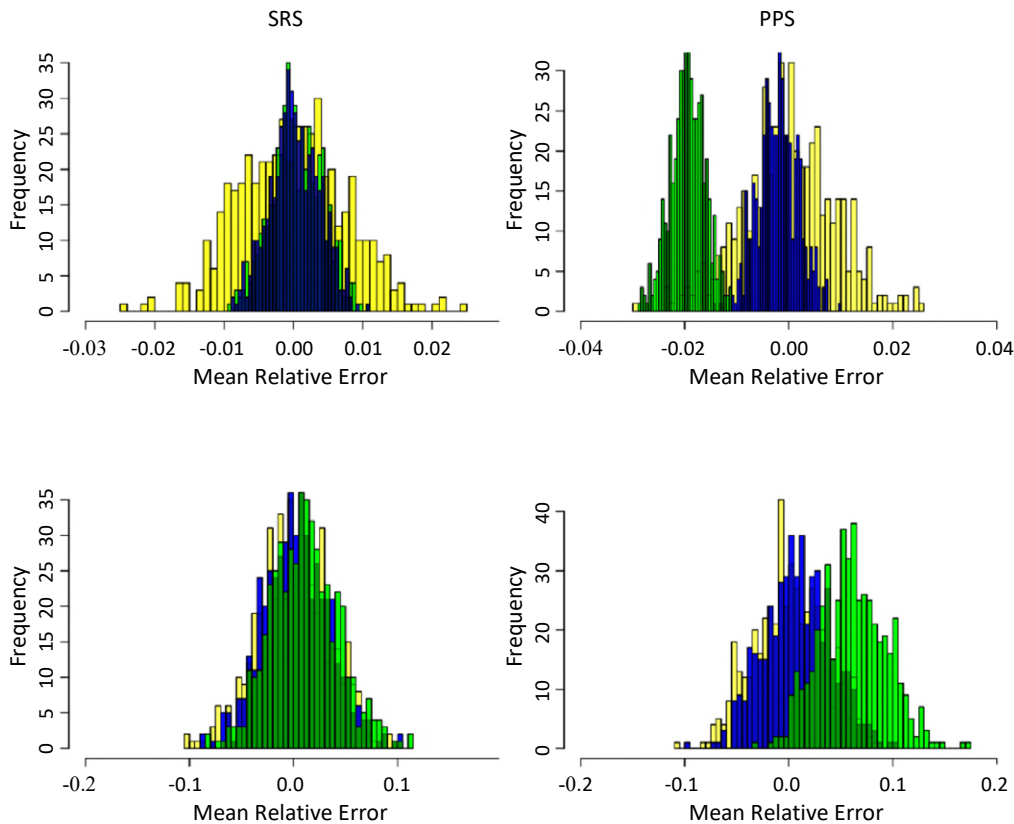 SRS
PPS
Frequency
35
30
25
20
15
10
5
0
-0.03 -0.02 -0.01 0.00 0.01 0.02
Mean Relative Error
Frequency
30
25
20
15
10
5
0
-0.04 -0.02 0.00 0.02 0.04
Mean Relative Error
Frequency
35
30
25
20
15
10
5
0
-0.2 -0.1 0.0 0.1
Mean Relative Error
Frequency
40
30
20
10
0
-0.2 -0.1 0.0 0.1 0.2
Mean Relative Error